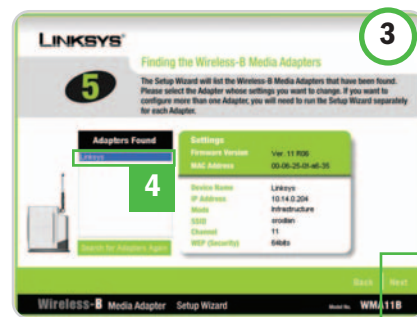 3
LINKSYS
Finding the Wireless-B Media Adapters
5
The Setup Wizard will list the Wireless-B Media Adapters that have been found.
Please select the Adapter whose settings you want to change. If you want to
configure more than one Adapter, you will need to run the Setup Wizard separately
for each Adapter.
Adapters Found
Linksys
4
Search for Adapters Again
Settings
Firmware Version Ver. 11 R06
MAC Address 00-06-25-01-e6-35
Device Name Linksys
IP Address 10.14.0.204
Mode Infrastructure
SSID erodian
Channel 11
WEP (Security) 64bits
Back Next
Wireless-B Media Adapter Setup Wizard Model No. WMA11B